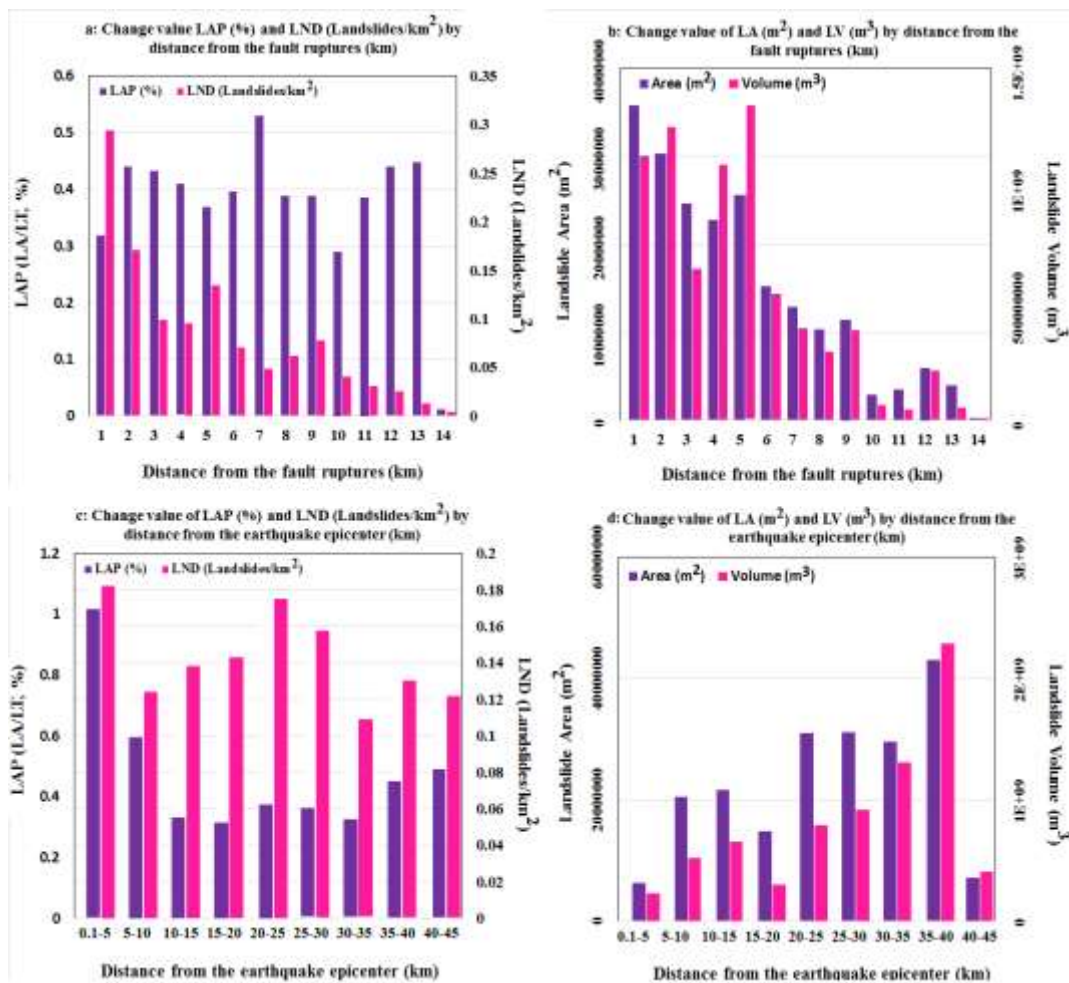 a: Change value LAP (%) and LND (Landslides/km²) by
distance from the fault ruptures (km)
0.6
0.5
0.4
0.3
0.2
0.1
0
LAP (LA/LT, %)
LAP (%)
LND (Landslides/km²)
0.35
0.3
0.25
0.2
0.15
0.1
0.05
0
LND (Landslides/km²)
1 2 3 4 5 6 7 8 9 10 11 12 13 14
Distance from the fault ruptures (km)
b: Change value of LA (m²) and LV (m³) by distance from the
fault ruptures (km)
40000000
30000000
20000000
10000000
0
Landslide Area (m²)
Area (m²)
Volume (m³)
1.5E+09
1E+09
500000000
0
Landslide Volume (m³)
1 2 3 4 5 6 7 8 9 10 11 12 13 14
Distance from the fault ruptures (km)
c: Change value of LAP (%) and LND (Landslides/km²) by
distance from the earthquake epicenter (km)
1.2
1
0.8
0.6
0.4
0.2
0
LAP (LA/LT, %)
LAP (%)
LND (Landslides/km²)
0.2
0.18
0.16
0.14
0.12
0.1
0.08
0.06
0.04
0.02
0
LND (Landslides/km²)
0.1-5 5-10 10-15 15-20 20-25 25-30 30-35 35-40 40-45
Distance from the earthquake epicenter (km)
d: Change value of LA (m²) and LV (m³) by distance from the
earthquake epicenter (km)
60000000
40000000
20000000
0
Landslide Area (m²)
Area (m²)
Volume (m³)
3E+09
2E+09
1E+09
0
Landslide Volume (m³)
0.1-5 5-10 10-15 15-20 20-25 25-30 30-35 35-40 40-45
Distance from the earthquake epicenter (km)